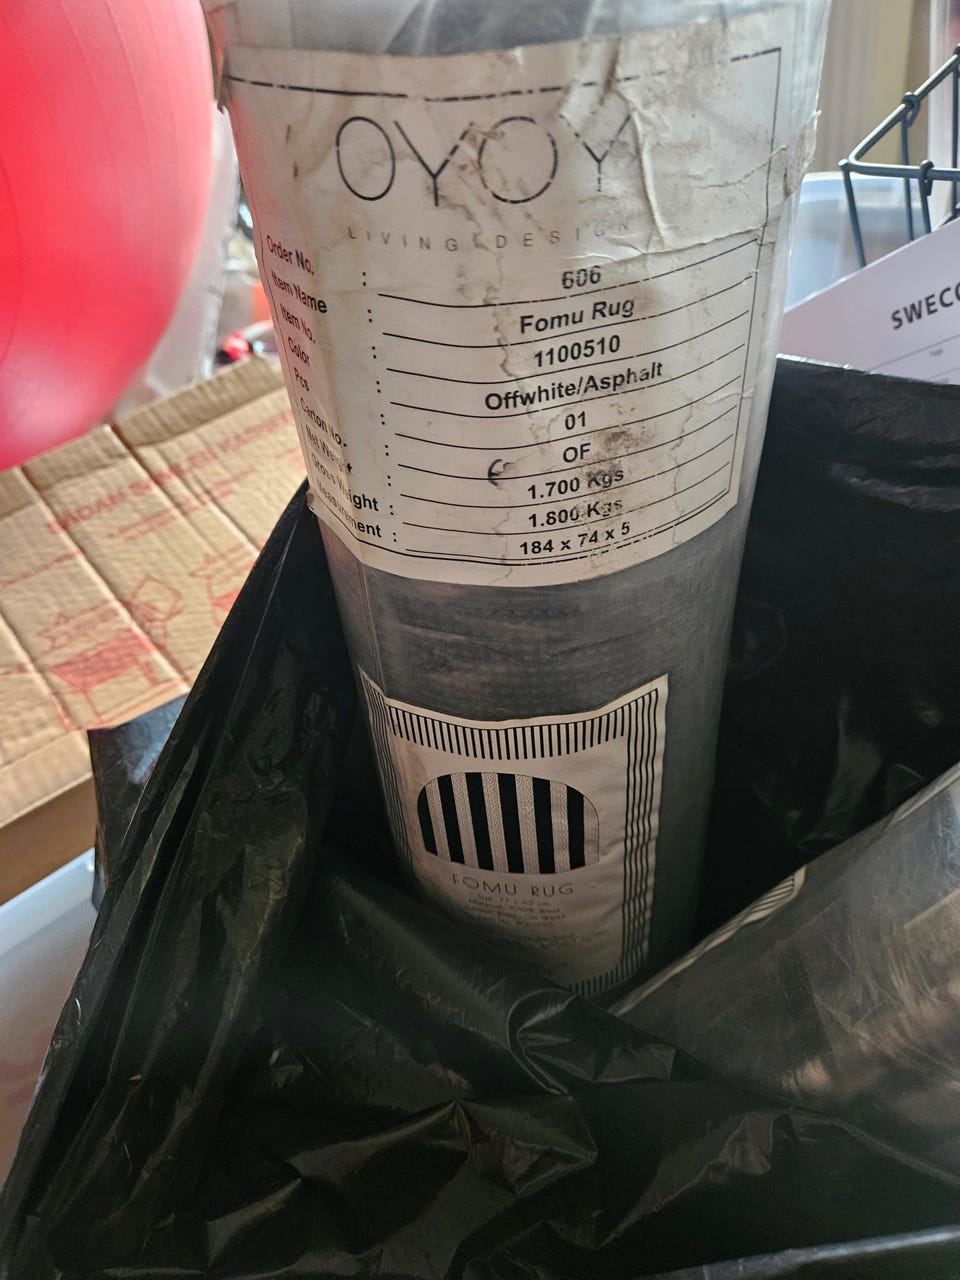 OYOY
LIVING DESIGN
Order No. : 606
Item Name : Fomu Rug
Item No. : 1100510
Color : Offwhite/Asphalt
Pcs : 01
Carton No. : OF
Net Weight : 1.700 Kgs
Gross Weight : 1.800 Kgs
Measurement : 184 x 74 x 5
SWECO
FOMU RUG